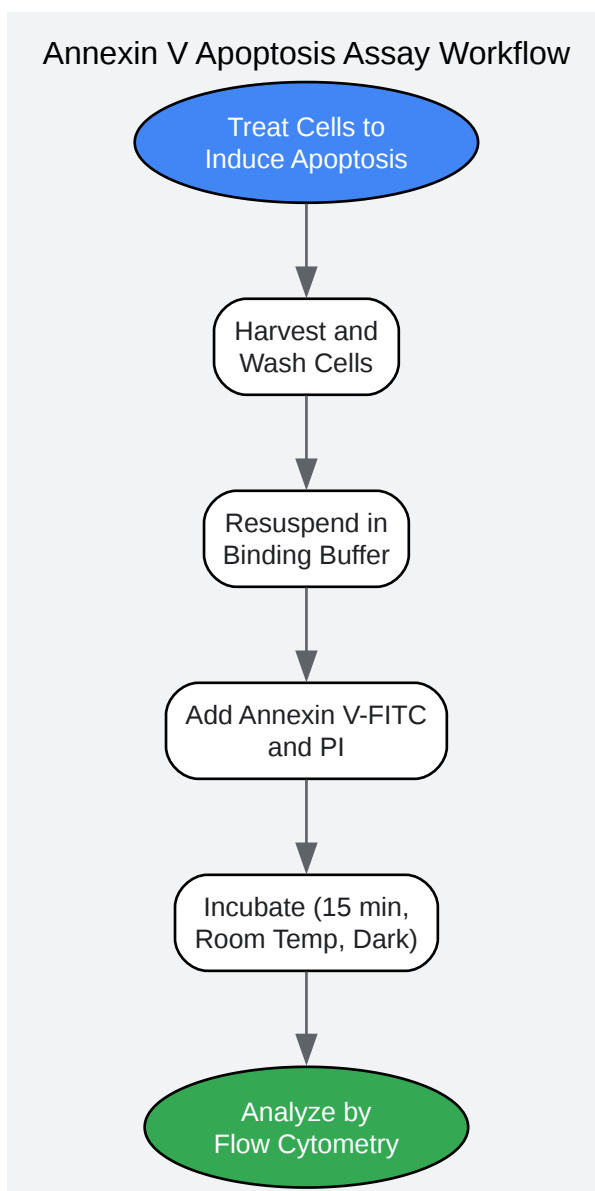 Annexin V Apoptosis Assay Workflow
Treat Cells to
Induce Apoptosis
Harvest and
Wash Cells
Resuspend in
Binding Buffer
Add Annexin V-FITC
and PI
Incubate (15 min,
Room Temp, Dark)
Analyze by
Flow Cytometry